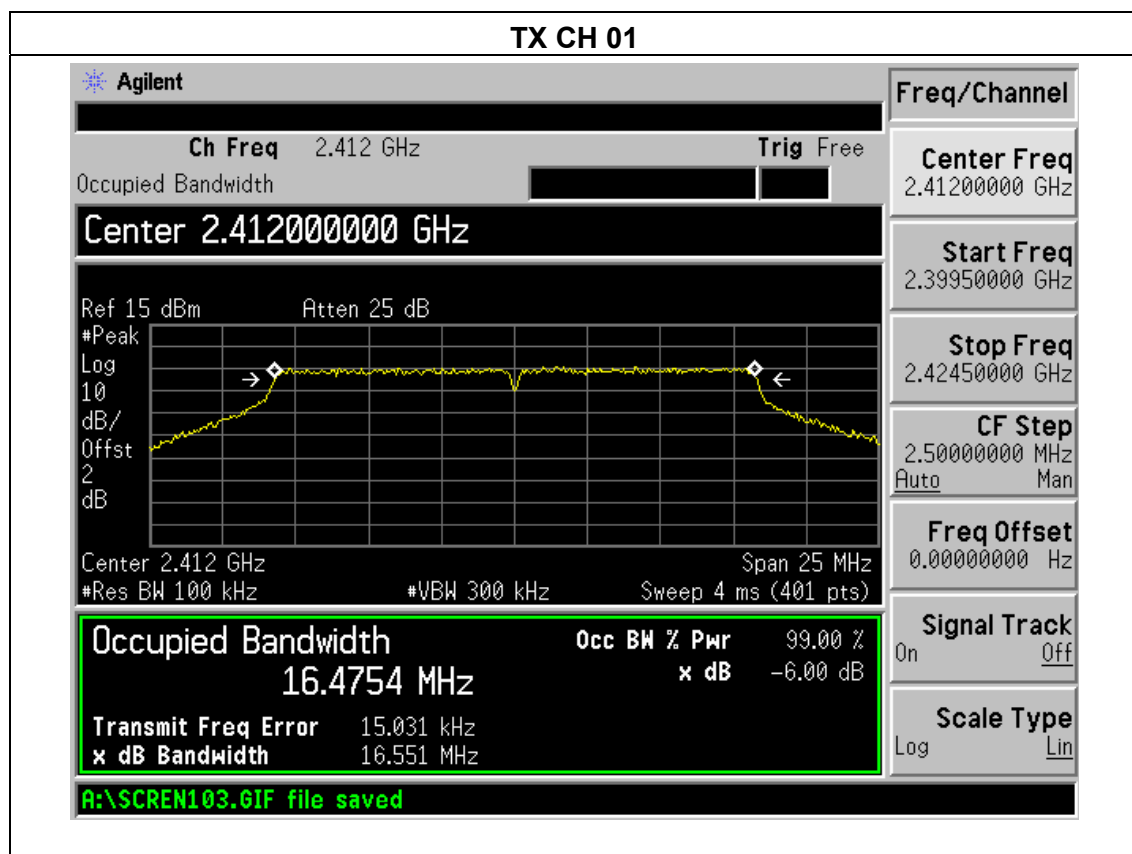 TX CH 01
Agilent
Ch Freq 2.412 GHz Trig Free
Occupied Bandwidth
Center 2.412000000 GHz
Ref 15 dBm Atten 25 dB
#Peak
Log
10
dB/
Offst
2
dB
Center 2.412 GHz Span 25 MHz
#Res BW 100 kHz #VBW 300 kHz Sweep 4 ms (401 pts)
Occupied Bandwidth Occ BW % Pwr 99.00 %
16.4754 MHz x dB -6.00 dB
Transmit Freq Error 15.031 kHz
x dB Bandwidth 16.551 MHz
A:\SCREN103.GIF file saved
Freq/Channel
Center Freq
2.41200000 GHz
Start Freq
2.39950000 GHz
Stop Freq
2.42450000 GHz
CF Step
2.50000000 MHz
Auto Man
Freq Offset
0.00000000 Hz
Signal Track
On Off
Scale Type
Log Lin